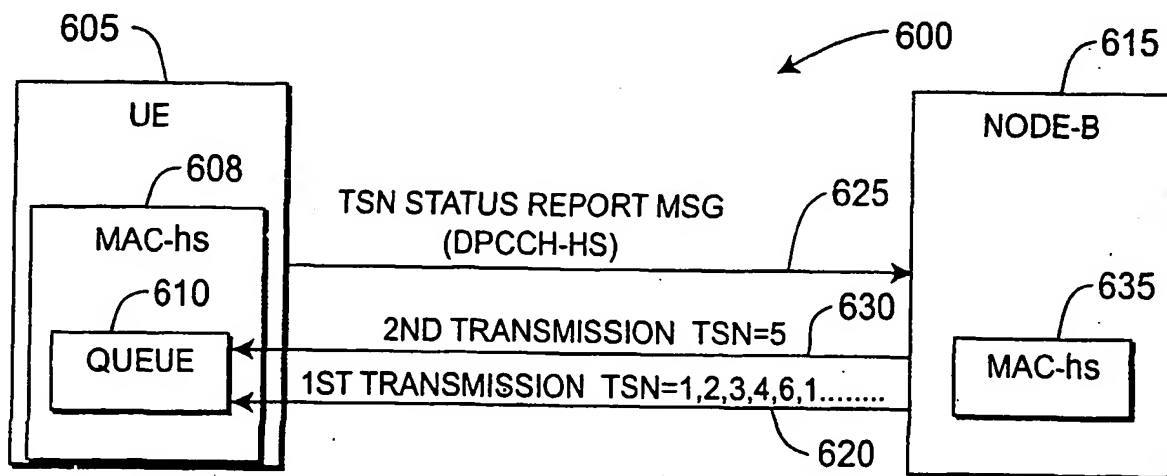 605
600
615
UE
NODE-B
608
MAC-hs
TSN STATUS REPORT MSG
(DPCCH-HS)
625
610
QUEUE
2ND TRANSMISSION TSN=5
630
635
MAC-hs
1ST TRANSMISSION TSN=1,2,3,4,6,1........
620